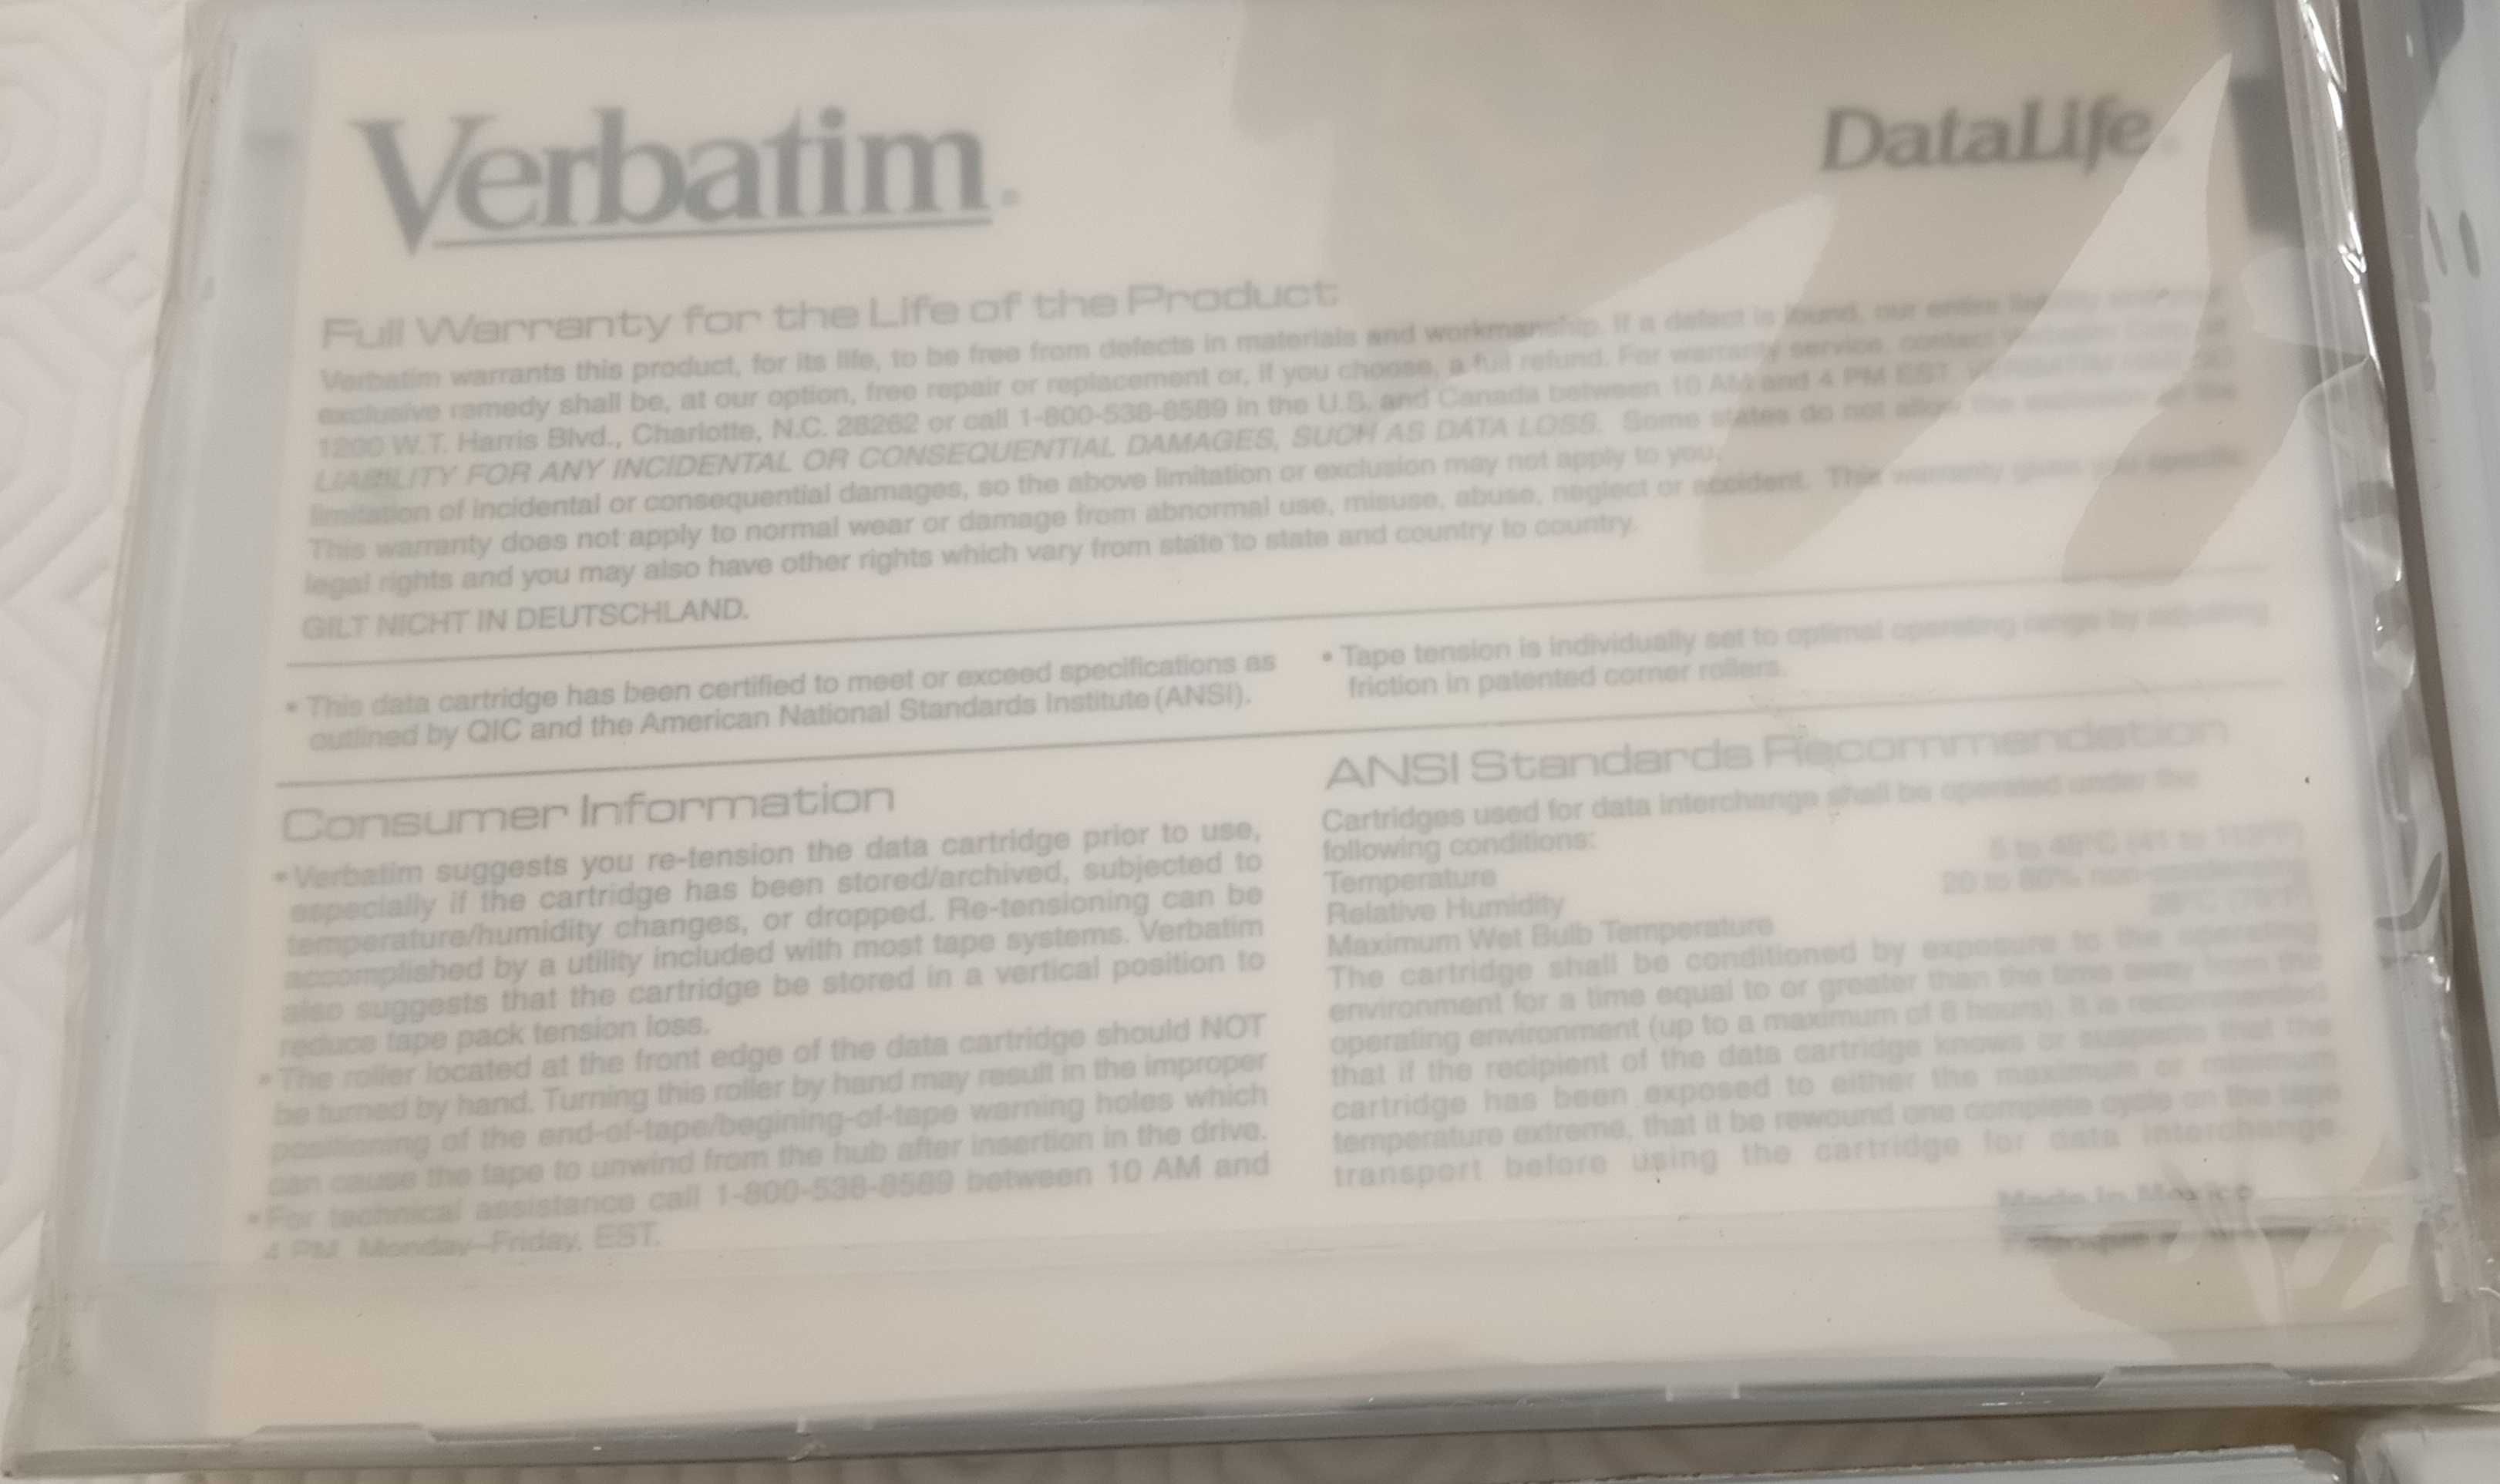 Verbatim.
DataLife
Full Warranty for the Life of the Product
Verbatim warrants this product, for its life, to be free from defects in materials and workmanship. If a defect is found, our entire liability and
exclusive remedy shall be, at our option, free repair or replacement or, if you choose, a full refund. For warranty service, contact Verbatim
1200 W.T. Harris Blvd., Charlotte, N.C. 28262 or call 1-800-538-8589 in the U.S. and Canada between 10 AM and 4 PM EST.
LIABILITY FOR ANY INCIDENTAL OR CONSEQUENTIAL DAMAGES, SUCH AS DATA LOSS. Some states do not allow the exclusion or
limitation of incidental or consequential damages, so the above limitation or exclusion may not apply to you.
This warranty does not apply to normal wear or damage from abnormal use, misuse, abuse, neglect or accident. This warranty gives you specific
legal rights and you may also have other rights which vary from state to state and country to country.
GILT NICHT IN DEUTSCHLAND.
• This data cartridge has been certified to meet or exceed specifications as
outlined by QIC and the American National Standards Institute (ANSI).
• Tape tension is individually set to optimal operating range by adjusting
friction in patented corner rollers.
Consumer Information
• Verbatim suggests you re-tension the data cartridge prior to use,
especially if the cartridge has been stored/archived, subjected to
temperature/humidity changes, or dropped. Re-tensioning can be
accomplished by a utility included with most tape systems. Verbatim
also suggests that the cartridge be stored in a vertical position to
reduce tape pack tension loss.
• The roller located at the front edge of the data cartridge should NOT
be turned by hand. Turning this roller by hand may result in the improper
positioning of the end-of-tape/begining-of-tape warning holes which
can cause the tape to unwind from the hub after insertion in the drive.
• For technical assistance call 1-800-538-8589 between 10 AM and
4 PM, Monday–Friday, EST.
ANSI Standards Recommendation
Cartridges used for data interchange shall be operated under the
following conditions:
Temperature 5 to 45°C (41 to 113°F)
Relative Humidity 20 to 80% non-condensing
Maximum Wet Bulb Temperature
The cartridge shall be conditioned by exposure to the operating
environment for a time equal to or greater than the time away from the
operating environment (up to a maximum of 8 hours). It is recommended
that if the recipient of the data cartridge knows or suspects that the
cartridge has been exposed to either the maximum or minimum
temperature extreme, that it be rewound one complete cycle on the tape
transport before using the cartridge for data interchange.
Made in Mexico